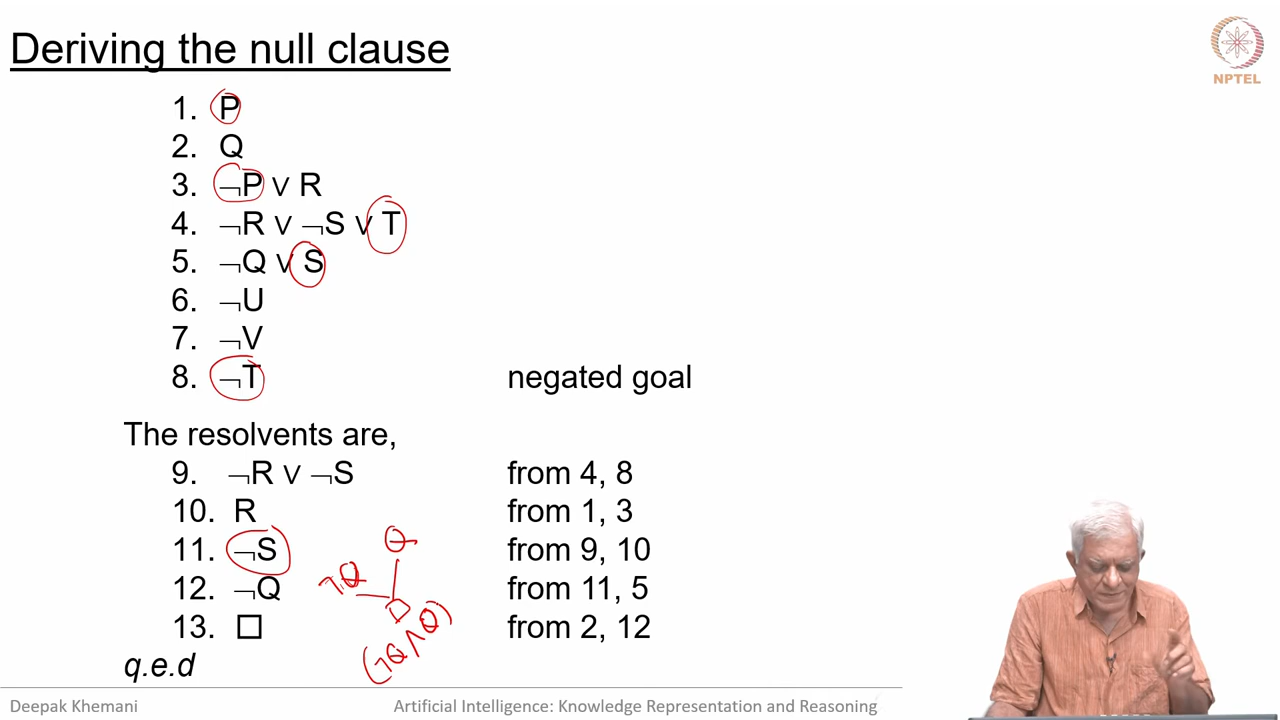 Deriving the null clause
NPTEL
1. P
2. Q
3. ¬P ∨ R
4. ¬R ∨ ¬S ∨ T
5. ¬Q ∨ S
6. ¬U
7. ¬V
8. ¬T negated goal
The resolvents are,
9. ¬R ∨ ¬S from 4, 8
10. R from 1, 3
11. ¬S from 9, 10
Q
12. ¬Q from 11, 5
¬Q
13. □ from 2, 12
□
(¬Q ∧ Q)
q.e.d
Deepak Khemani Artificial Intelligence: Knowledge Representation and Reasoning